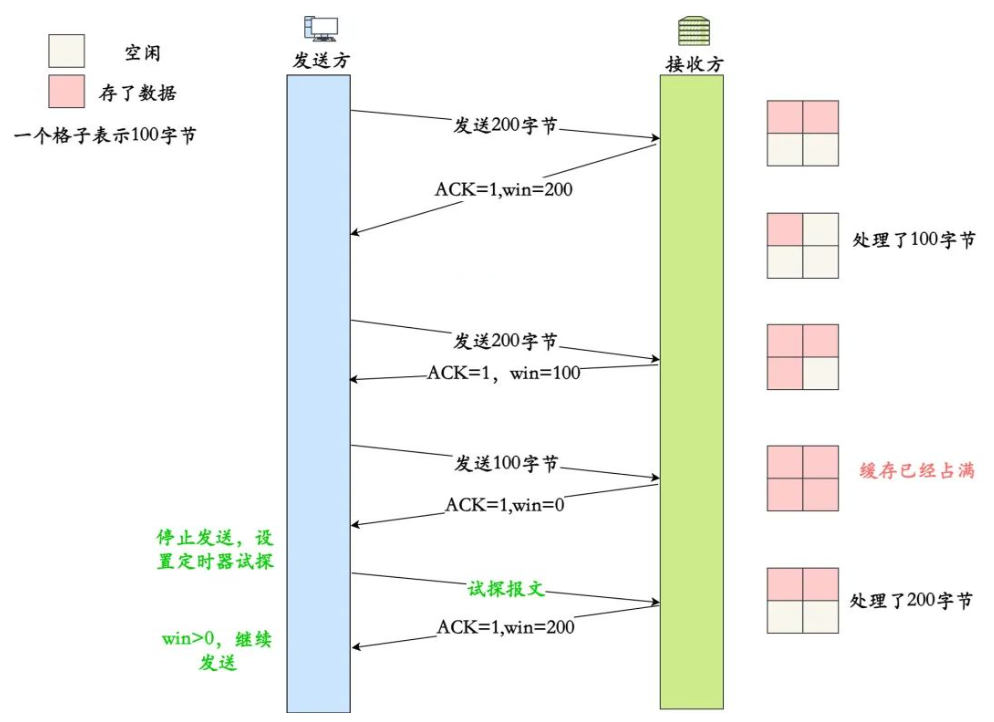 空闲
存了数据
一个格子表示100字节
发送方
接收方
发送200字节
ACK=1,win=200
处理了100字节
发送200字节
ACK=1，win=100
发送100字节
缓存已经占满
ACK=1,win=0
停止发送，设
置定时器试探
试探报文
处理了200字节
ACK=1,win=200
win>0，继续
发送